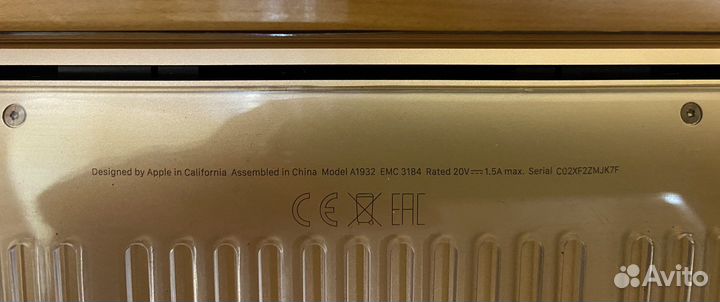 Designed by Apple in California Assembled in China Model A1932 EMC 3184 Rated 20V⎓1.5A max. Serial C02XF2ZMJK7F
CE EAC
Avito